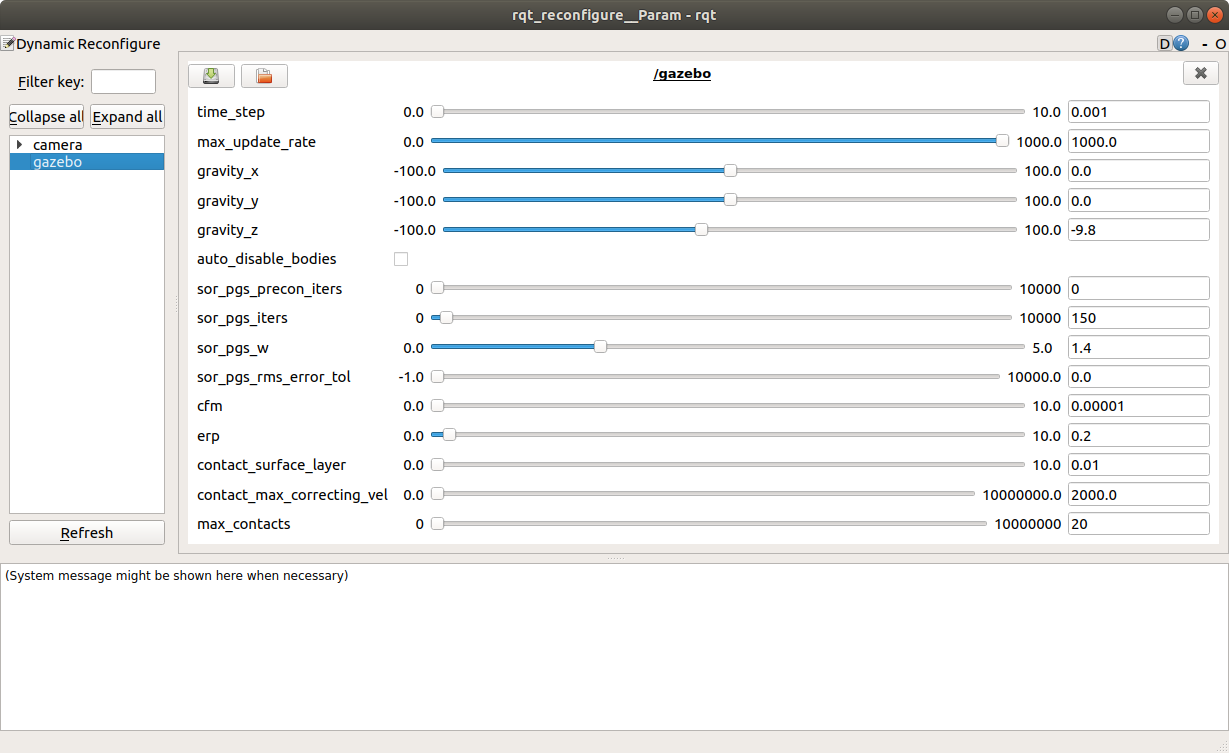 rqt_reconfigure__Param - rqt
Dynamic Reconfigure
D ? - O
Filter key:
Collapse all Expand all
camera
gazebo
Refresh
/gazebo
time_step 0.0 10.0 0.001
max_update_rate 0.0 1000.0 1000.0
gravity_x -100.0 100.0 0.0
gravity_y -100.0 100.0 0.0
gravity_z -100.0 100.0 -9.8
auto_disable_bodies
sor_pgs_precon_iters 0 10000 0
sor_pgs_iters 0 10000 150
sor_pgs_w 0.0 5.0 1.4
sor_pgs_rms_error_tol -1.0 10000.0 0.0
cfm 0.0 10.0 0.00001
erp 0.0 10.0 0.2
contact_surface_layer 0.0 10.0 0.01
contact_max_correcting_vel 0.0 10000000.0 2000.0
max_contacts 0 10000000 20
(System message might be shown here when necessary)